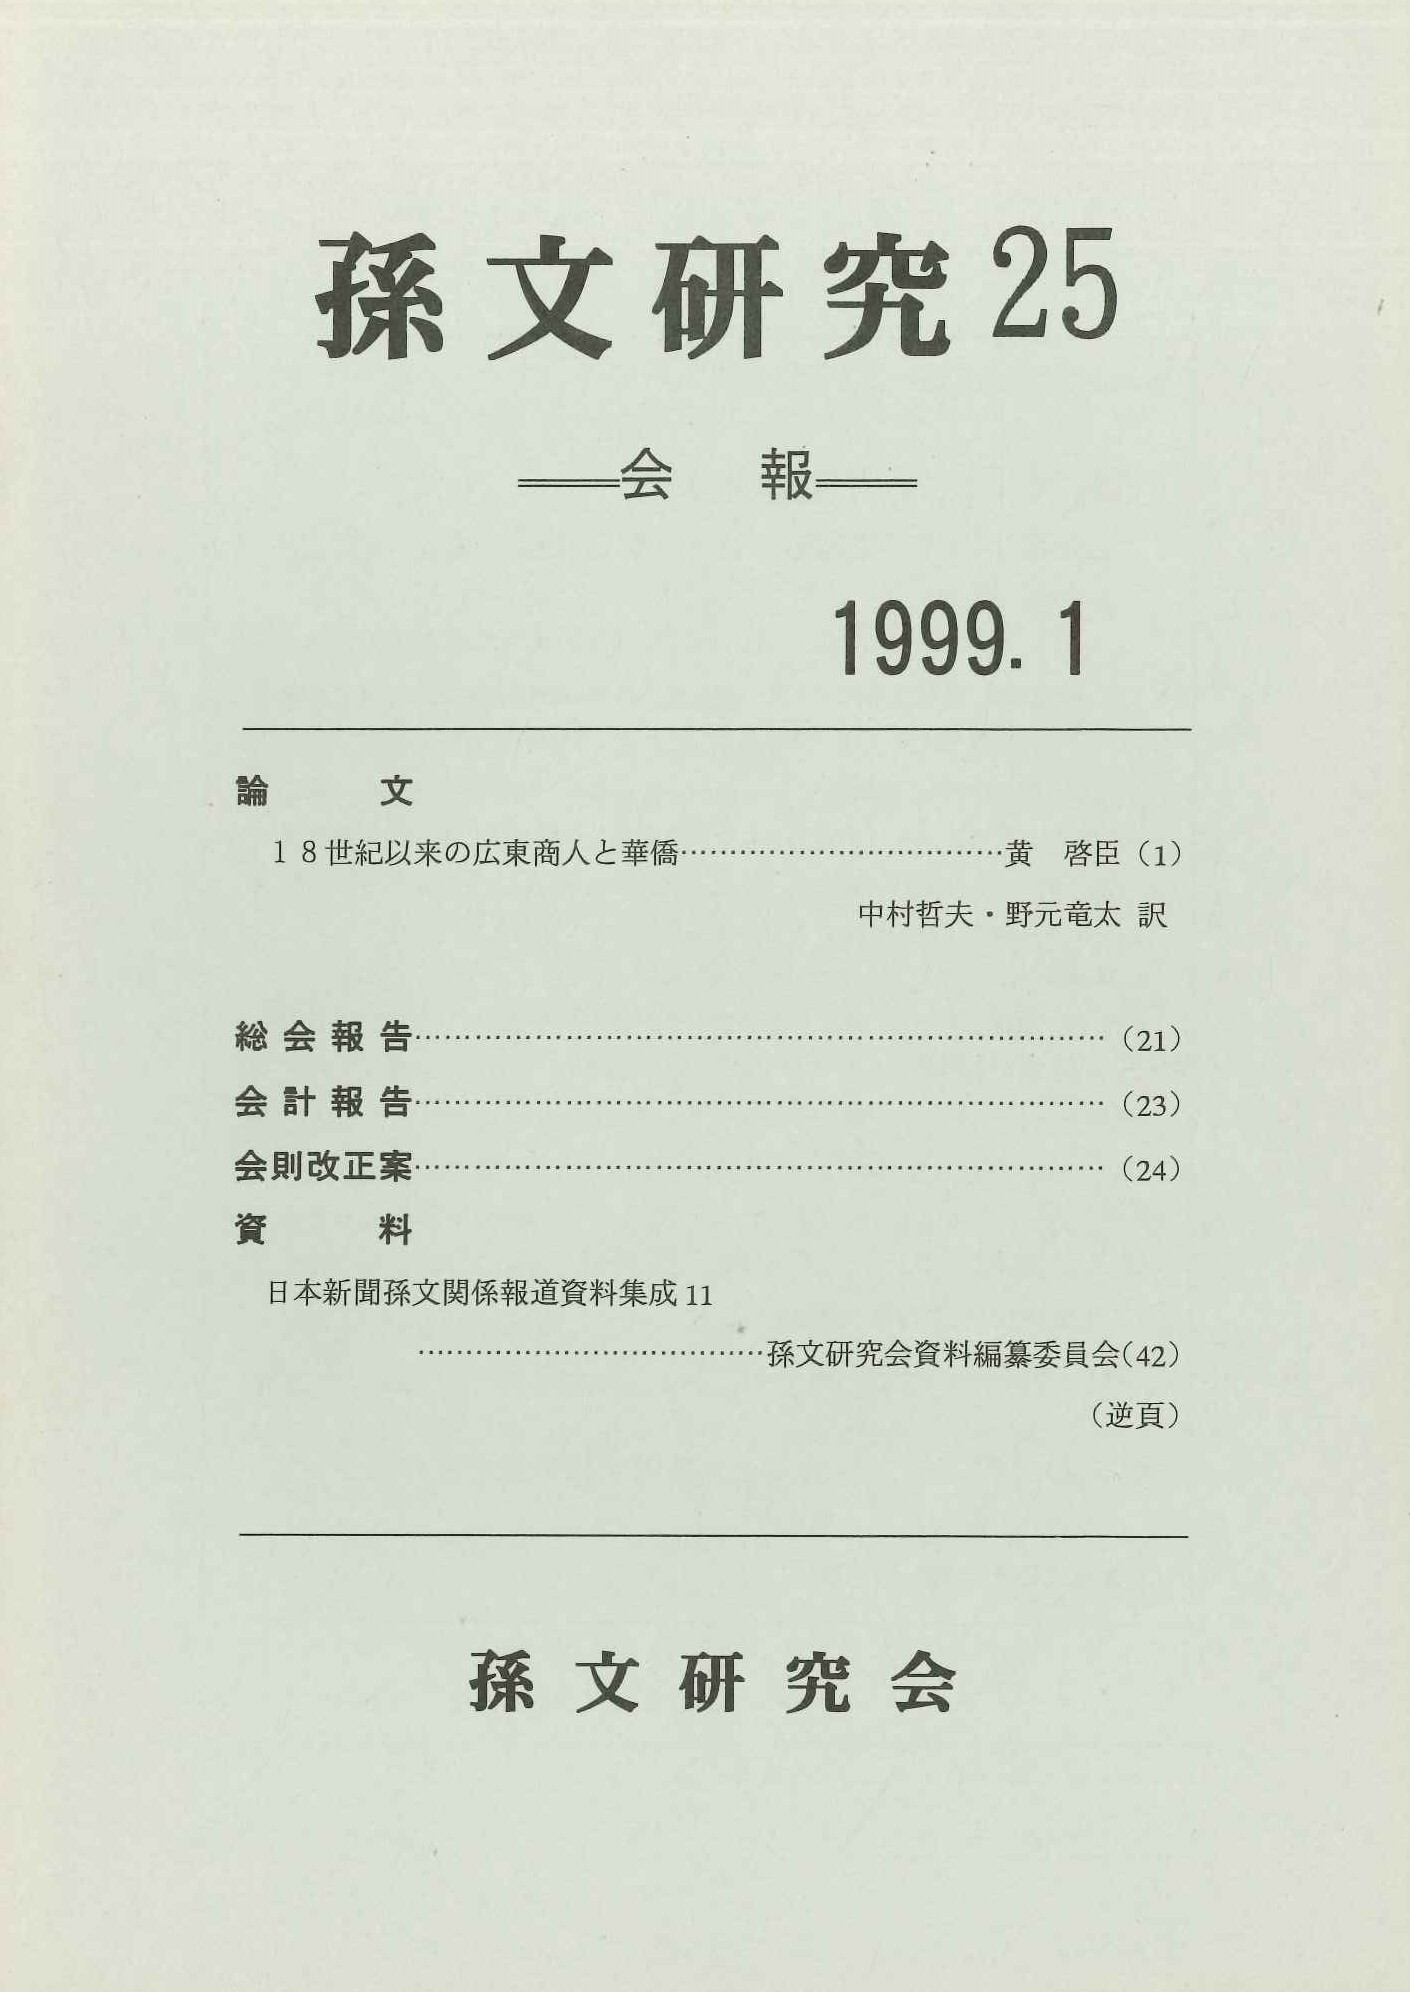 孫文研究25
══会　報══
1999. 1
論　　　文
１８世紀以来の広東商人と華僑……………………………黄　啓臣（1）
中村哲夫・野元竜太 訳
総 会 報 告……………………………………………………………（21）
会 計 報 告……………………………………………………………（23）
会則改正案……………………………………………………………（24）
資　　　料
日本新聞孫文関係報道資料集成 11
………………………………孫文研究会資料編纂委員会（42）
（逆頁）
孫 文 研 究 会